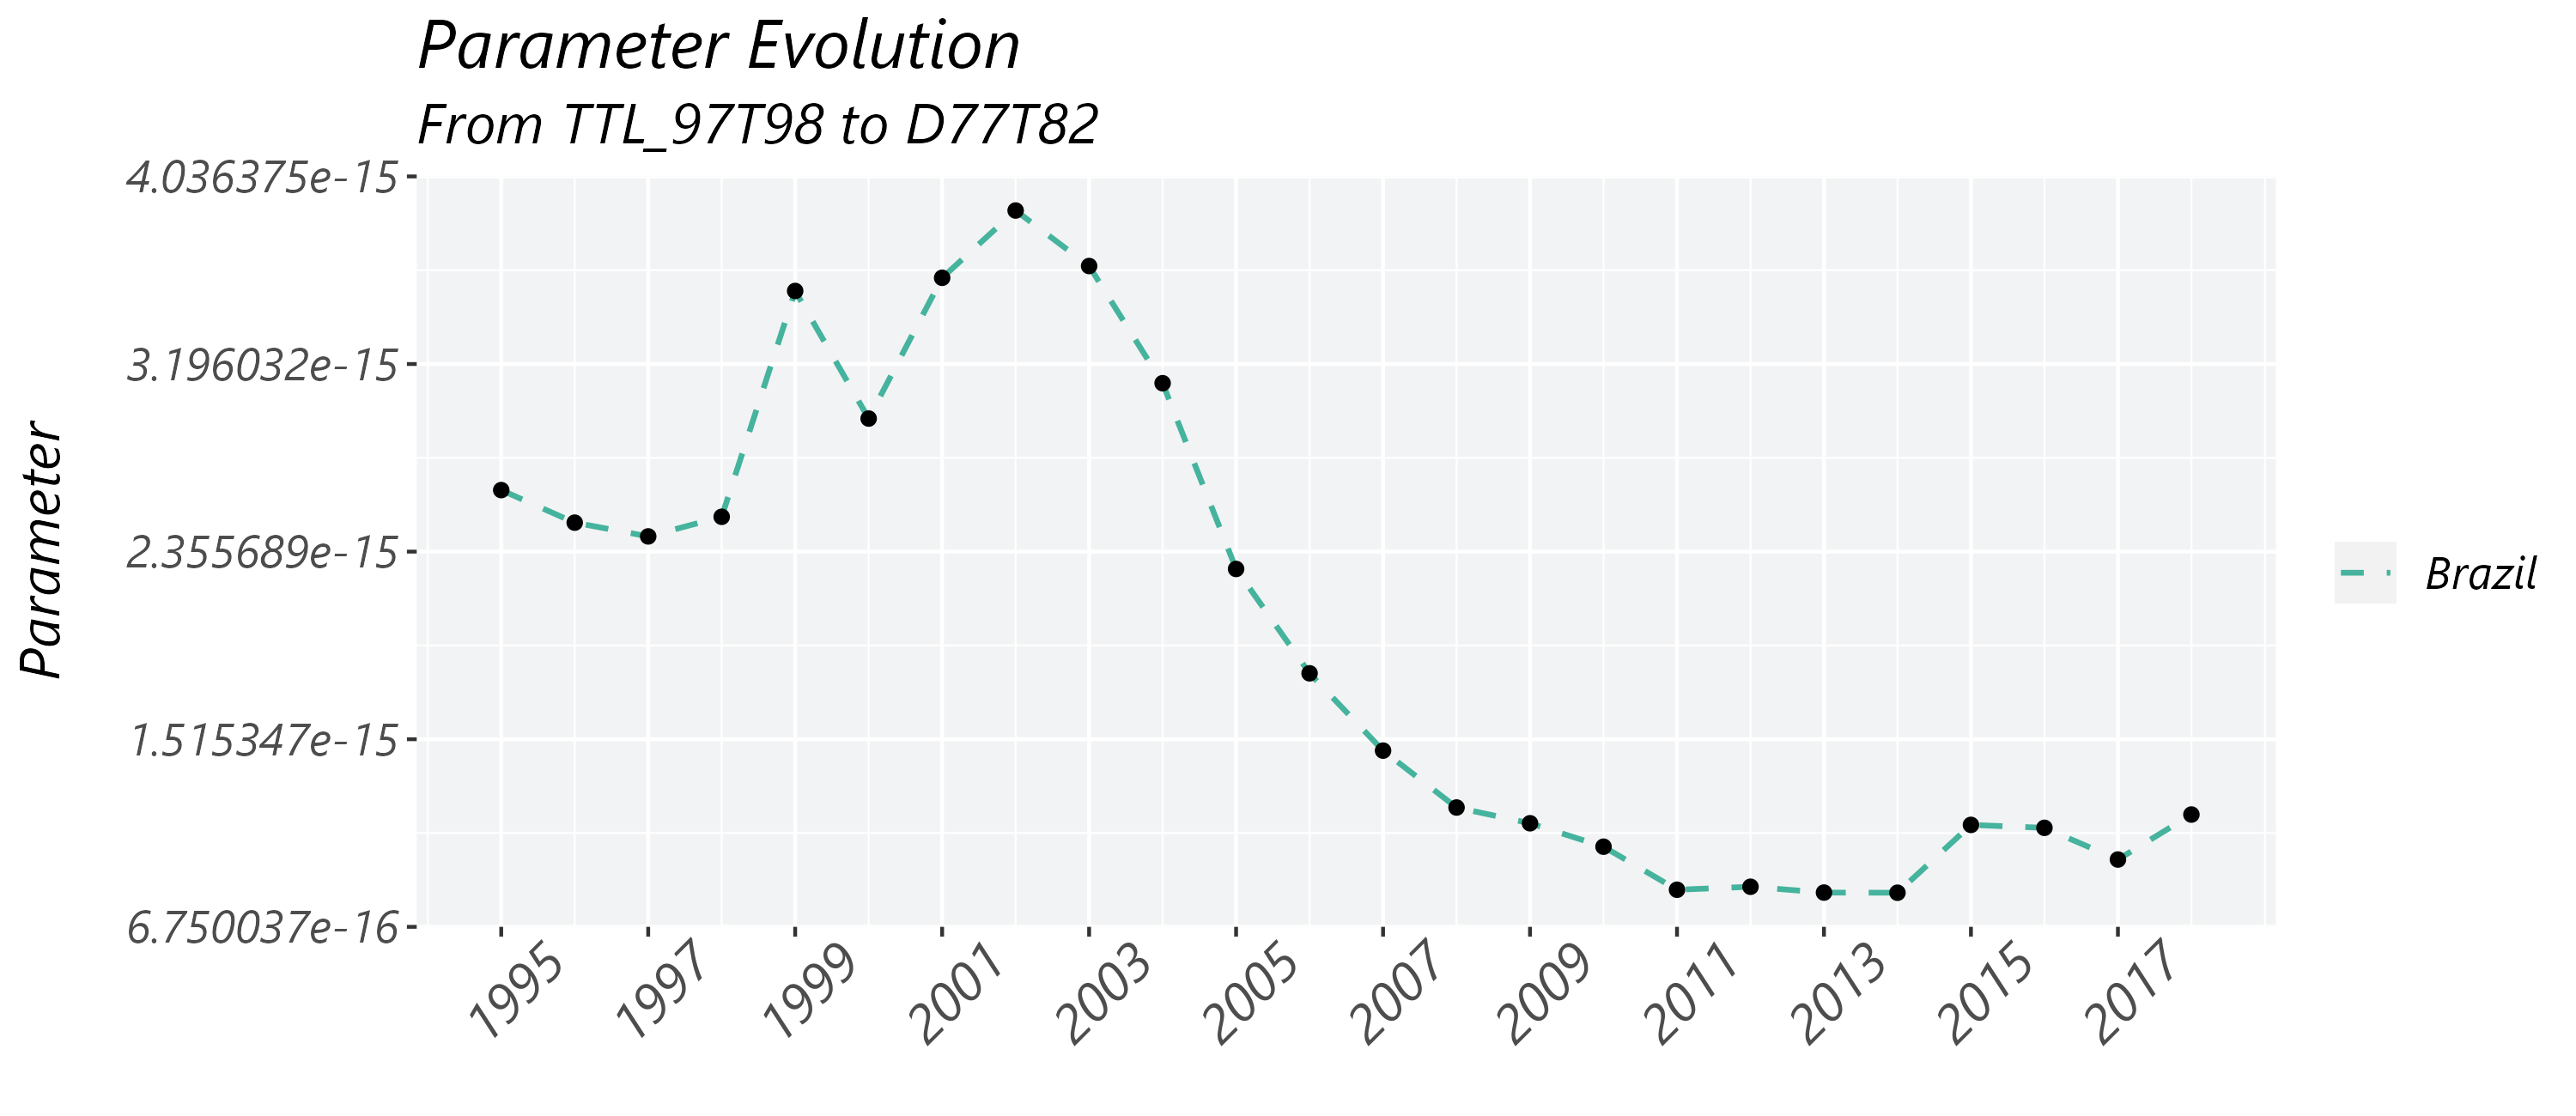 Parameter Evolution
From TTL_97T98 to D77T82
4.036375e-15
3.196032e-15
2.355689e-15
1.515347e-15
6.750037e-16
Parameter
1995
1997
1999
2001
2003
2005
2007
2009
2011
2013
2015
2017
Brazil